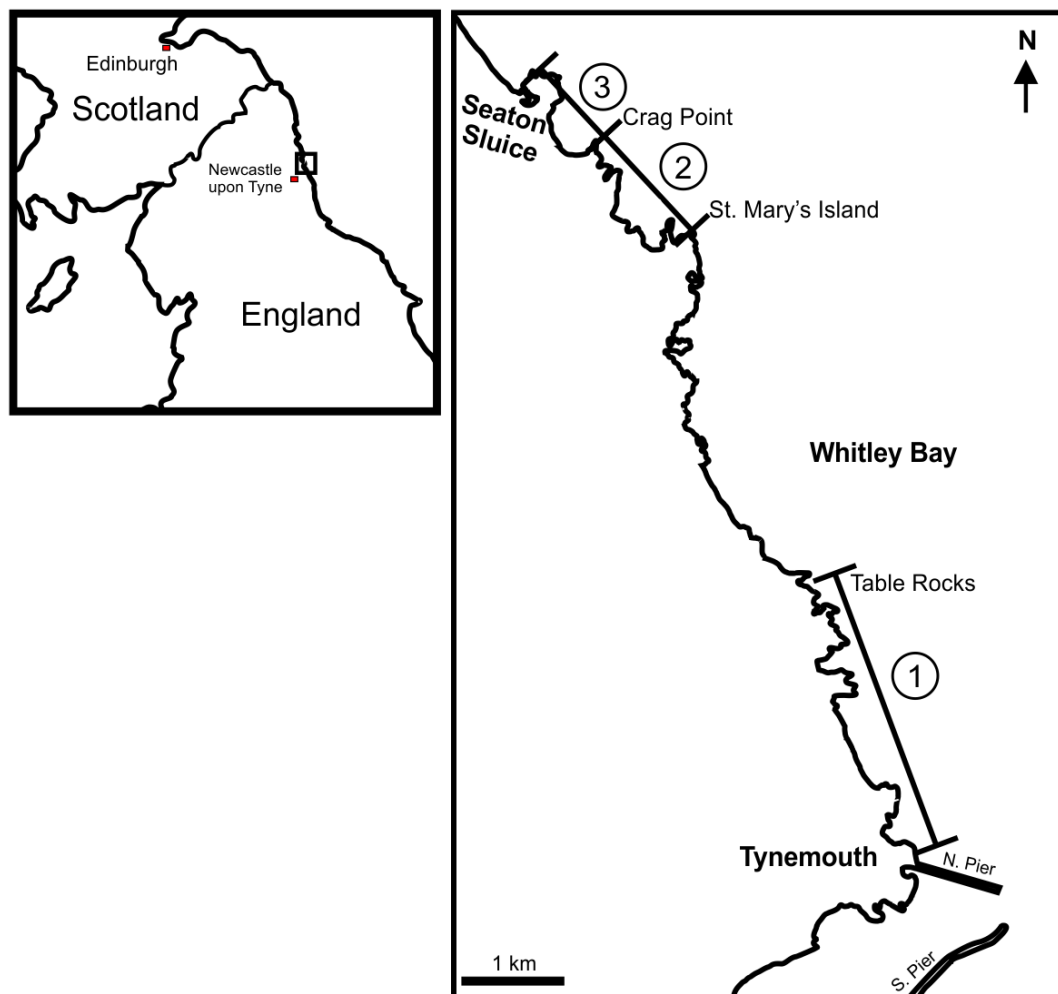 Edinburgh
Scotland
Newcastle
upon Tyne
England
N
3
Seaton
Sluice
Crag Point
2
St. Mary's Island
Whitley Bay
Table Rocks
1
Tynemouth
N. Pier
S. Pier
1 km